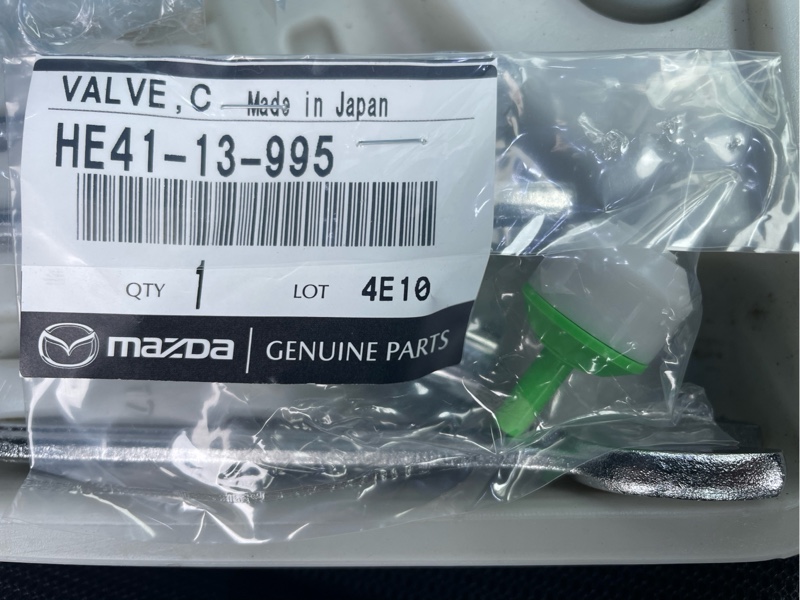 VALVE,C Made in Japan
HE41-13-995
QTY 1 LOT 4E10
mazda GENUINE PARTS